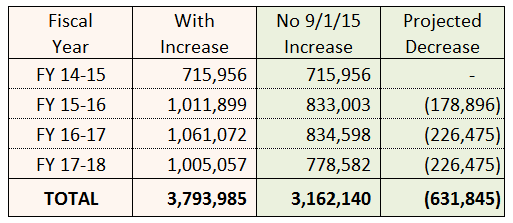 Fiscal Year | With Increase | No 9/1/15 Increase | Projected Decrease
FY 14-15 | 715,956 | 715,956 | -
FY 15-16 | 1,011,899 | 833,003 | (178,896)
FY 16-17 | 1,061,072 | 834,598 | (226,475)
FY 17-18 | 1,005,057 | 778,582 | (226,475)
TOTAL | 3,793,985 | 3,162,140 | (631,845)